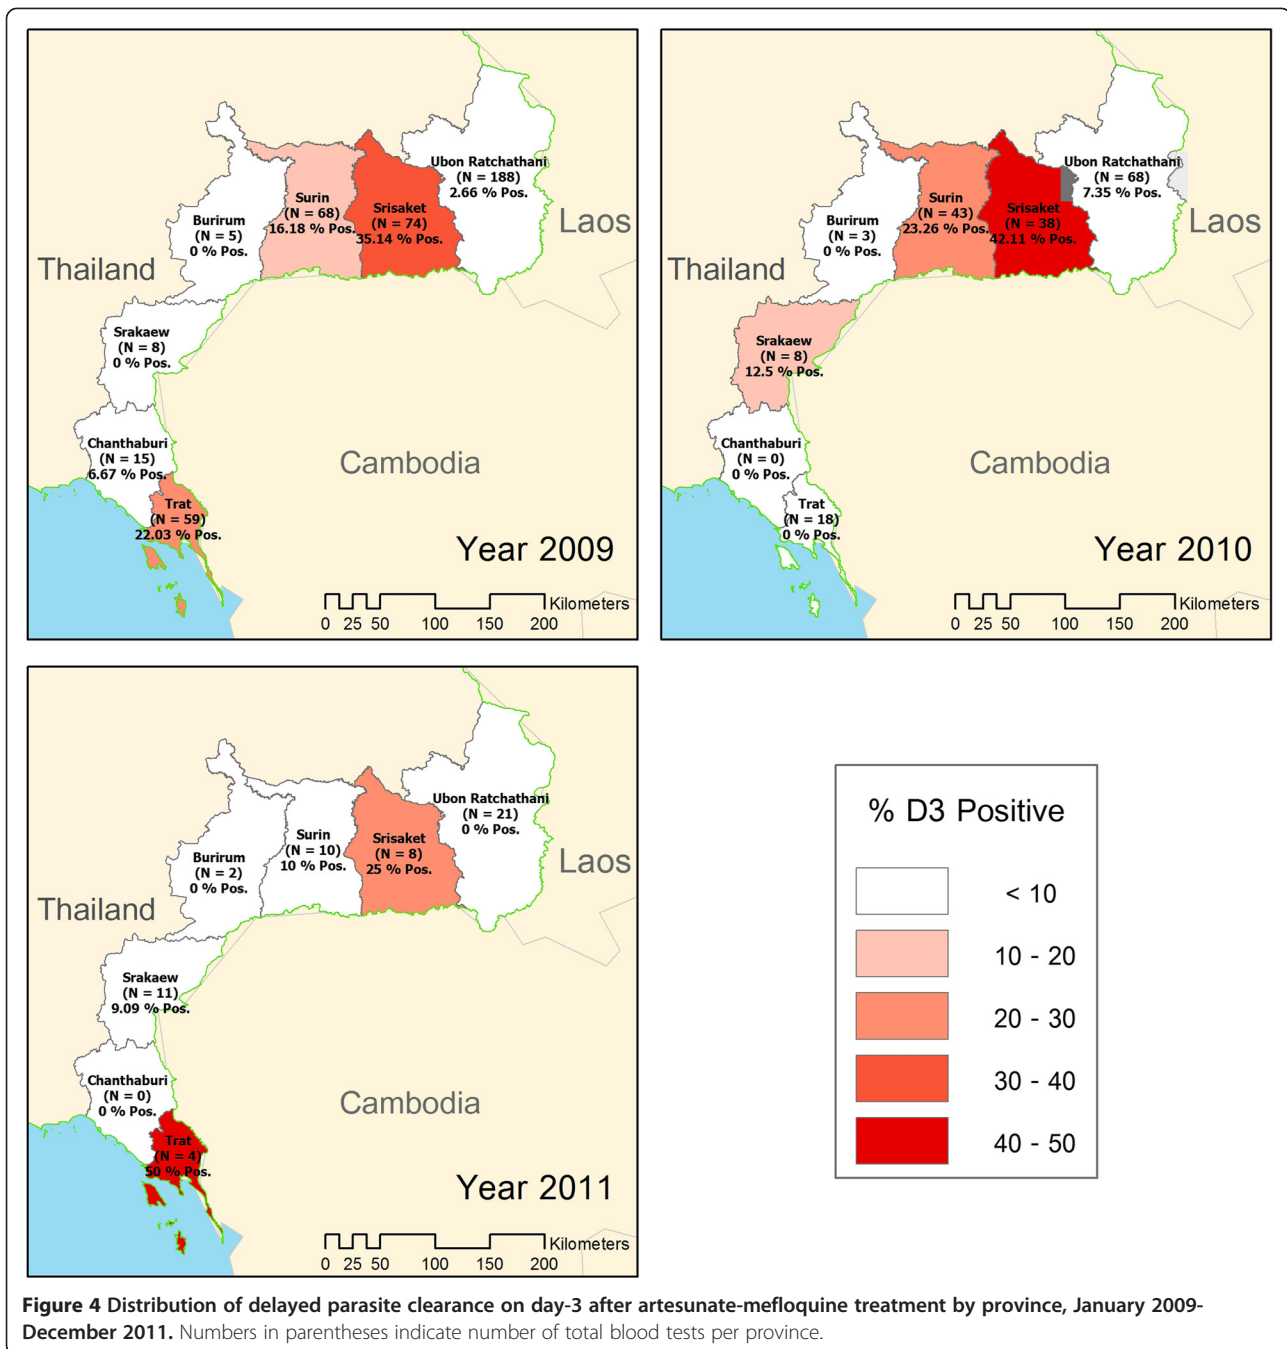 Ubon Ratchathani
(N = 188)
2.66 % Pos.
Surin
(N = 68)
16.18 % Pos.
Srisaket
(N = 74)
35.14 % Pos.
Burirum
(N = 5)
0 % Pos.
Laos
Thailand
Srakaew
(N = 8)
0 % Pos.
Chanthaburi
(N = 15)
6.67 % Pos.
Cambodia
Trat
(N = 59)
22.03 % Pos.
Year 2009
Kilometers
0 25 50 100 150 200
Ubon Ratchathani
(N = 68)
7.35 % Pos.
Surin
(N = 43)
23.26 % Pos.
Srisaket
(N = 38)
42.11 % Pos.
Burirum
(N = 3)
0 % Pos.
Laos
Thailand
Srakaew
(N = 8)
12.5 % Pos.
Chanthaburi
(N = 0)
0 % Pos.
Cambodia
Trat
(N = 18)
0 % Pos.
Year 2010
Kilometers
0 25 50 100 150 200
Ubon Ratchathani
(N = 21)
0 % Pos.
Surin
(N = 10)
10 % Pos.
Srisaket
(N = 8)
25 % Pos.
Burirum
(N = 2)
0 % Pos.
Laos
Thailand
Srakaew
(N = 11)
9.09 % Pos.
Chanthaburi
(N = 0)
0 % Pos.
Cambodia
Trat
(N = 4)
50 % Pos.
Year 2011
Kilometers
0 25 50 100 150 200
% D3 Positive
< 10
10 - 20
20 - 30
30 - 40
40 - 50
Figure 4 Distribution of delayed parasite clearance on day-3 after artesunate-mefloquine treatment by province, January 2009-
December 2011. Numbers in parentheses indicate number of total blood tests per province.